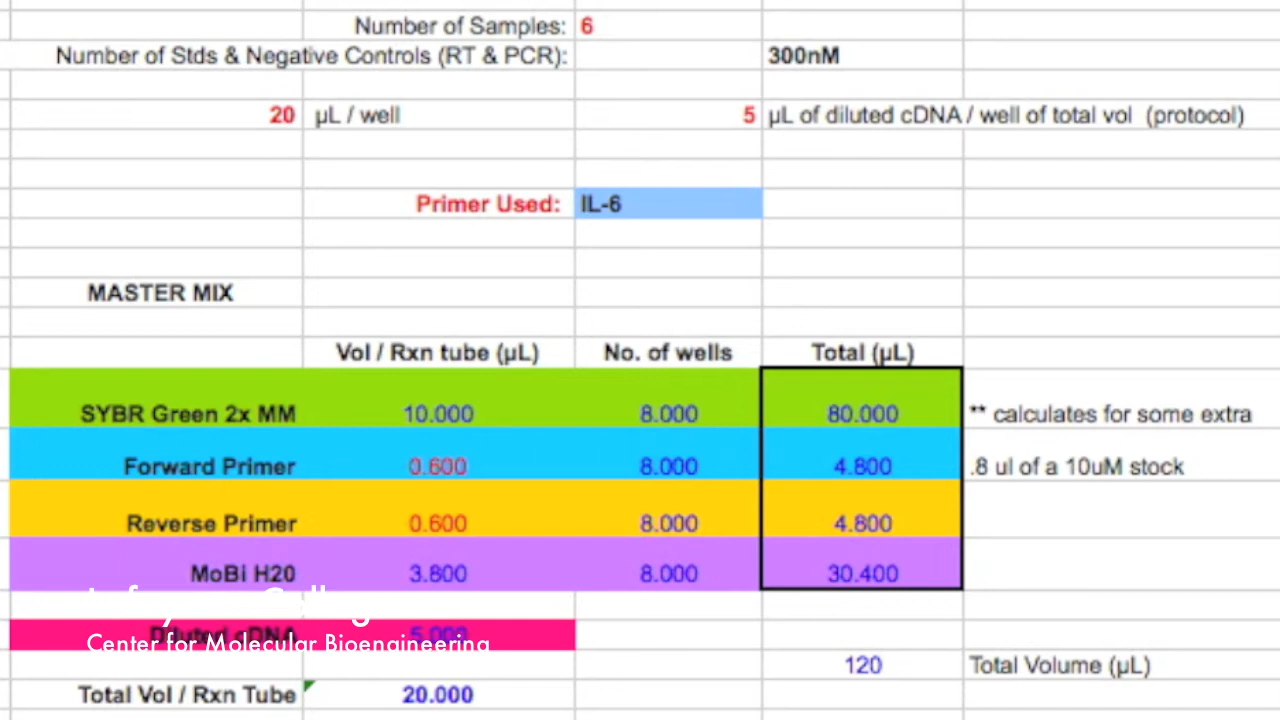 Number of Samples: 6
Number of Stds & Negative Controls (RT & PCR): 300nM
20 µL / well 5 µL of diluted cDNA / well of total vol (protocol)
Primer Used: IL-6
MASTER MIX
Vol / Rxn tube (µL) No. of wells Total (µL)
SYBR Green 2x MM 10.000 8.000 80.000 ** calculates for some extra
Forward Primer 0.600 8.000 4.800 .8 ul of a 10uM stock
Reverse Primer 0.600 8.000 4.800
MoBi H20 3.800 8.000 30.400
Diluted cDNA 5.000
Center for Molecular Bioengineering
120 Total Volume (µL)
Total Vol / Rxn Tube 20.000